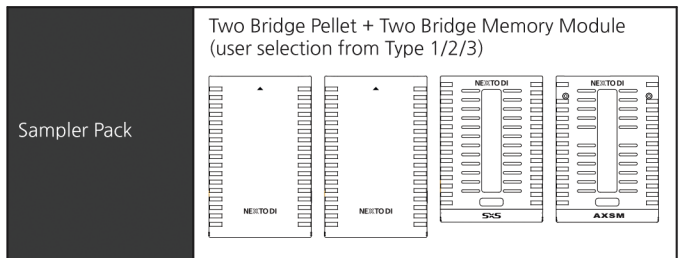 Two Bridge Pellet + Two Bridge Memory Module
(user selection from Type 1/2/3)
Sampler Pack
NEXTO DI
NEXTO DI
NEXTO DI
NEXTO DI
SxS
AXSM